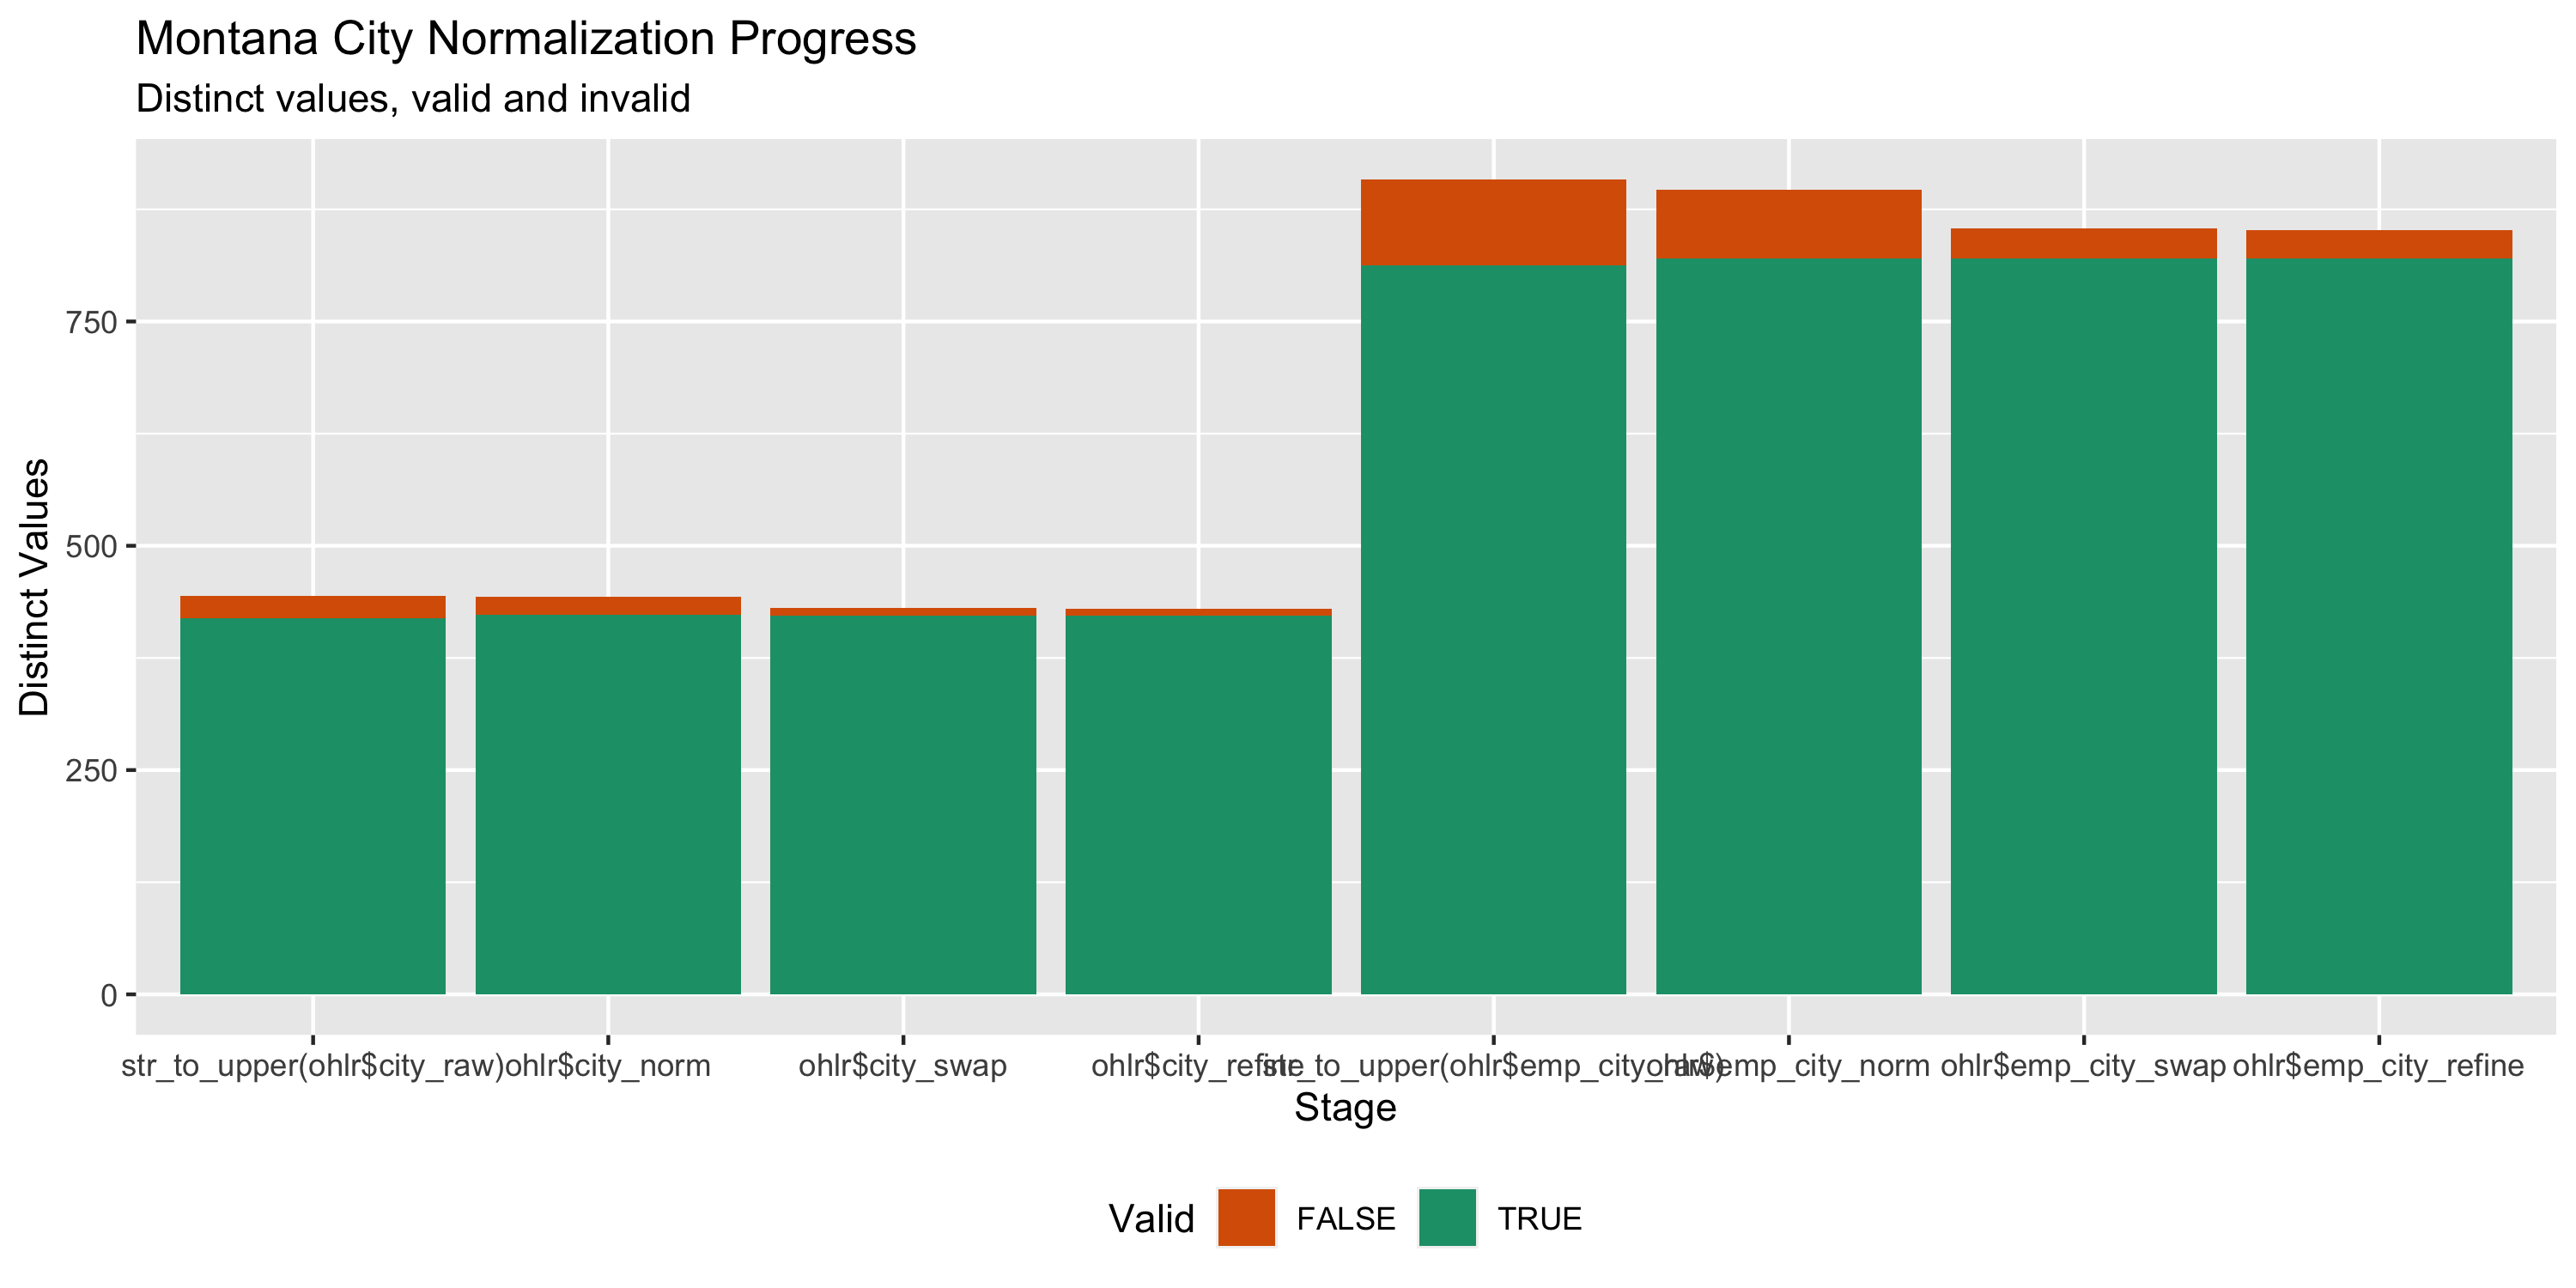 Montana City Normalization Progress
Distinct values, valid and invalid
Distinct Values
750
500
250
0
str_to_upper(ohlr$city_raw)
ohlr$city_norm
ohlr$city_swap
ohlr$city_refine
str_to_upper(ohlr$emp_city_raw)
ohlr$emp_city_norm
ohlr$emp_city_swap
ohlr$emp_city_refine
Stage
Valid
FALSE
TRUE